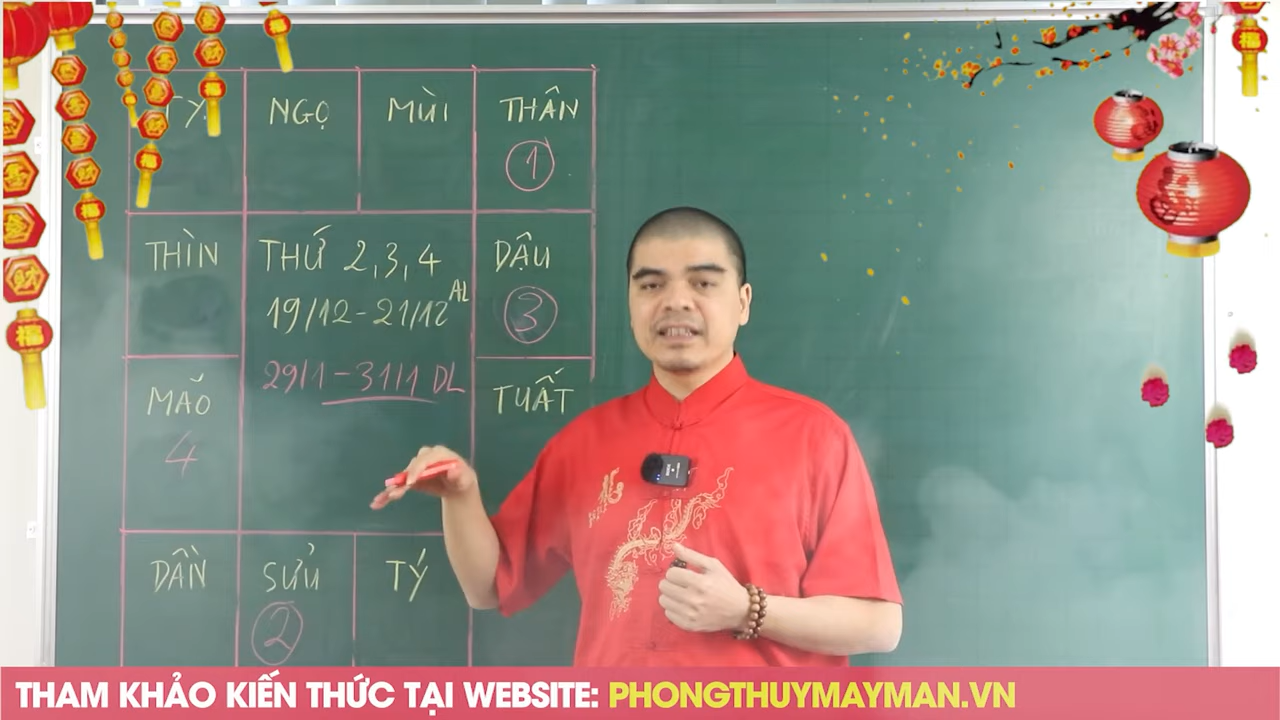 TỴ
NGỌ
MÙI
THÂN
1
THÌN
THỨ 2,3,4
19/12-21/12 AL
29/1-31/1 DL
DẬU
3
MÃO
4
TUẤT
DẦN
SỬU
2
TÝ
THAM KHẢO KIẾN THỨC TẠI WEBSITE: PHONGTHUYMAYMAN.VN